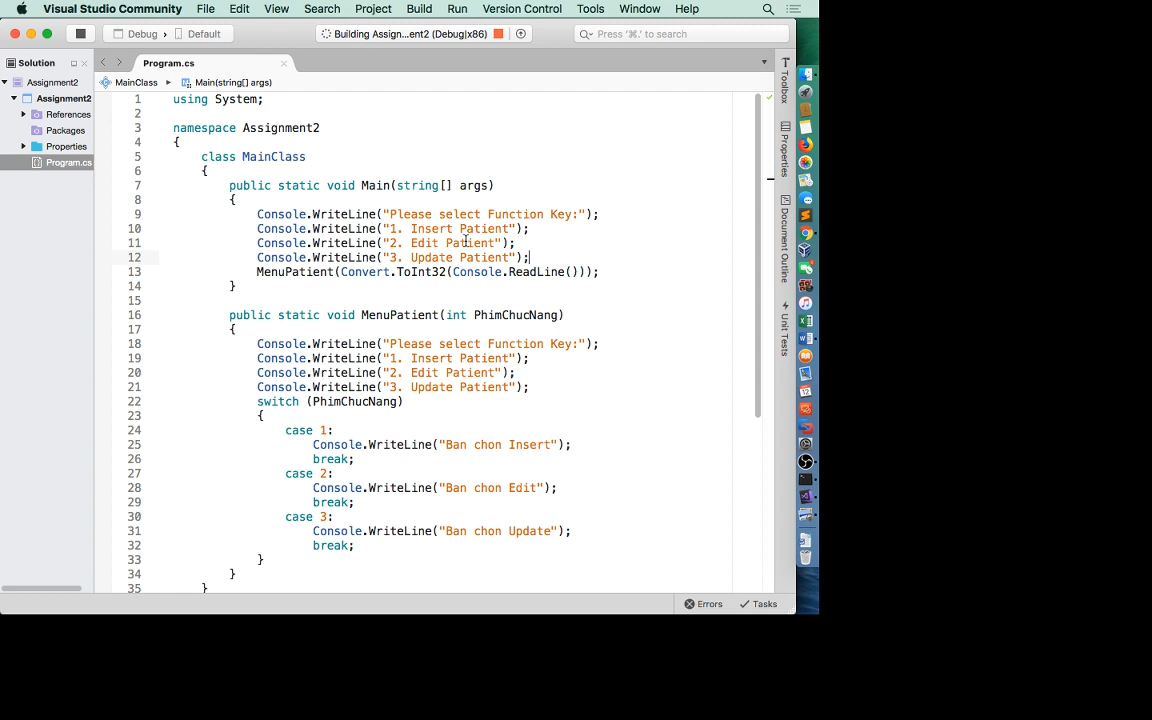 Visual Studio Community File Edit View Search Project Build Run Version Control Tools Window Help
Debug › Default Building Assign...ent2 (Debug|x86) Press '⌘.' to search
Solution Program.cs
MainClass ▸ Main(string[] args)
Assignment2
Assignment2
References
Packages
Properties
Program.cs
1 using System;
2
3 namespace Assignment2
4 {
5 class MainClass
6 {
7 public static void Main(string[] args)
8 {
9 Console.WriteLine("Please select Function Key:");
10 Console.WriteLine("1. Insert Patient");
11 Console.WriteLine("2. Edit Patient");
12 Console.WriteLine("3. Update Patient");
13 MenuPatient(Convert.ToInt32(Console.ReadLine()));
14 }
15
16 public static void MenuPatient(int PhimChucNang)
17 {
18 Console.WriteLine("Please select Function Key:");
19 Console.WriteLine("1. Insert Patient");
20 Console.WriteLine("2. Edit Patient");
21 Console.WriteLine("3. Update Patient");
22 switch (PhimChucNang)
23 {
24 case 1:
25 Console.WriteLine("Ban chon Insert");
26 break;
27 case 2:
28 Console.WriteLine("Ban chon Edit");
29 break;
30 case 3:
31 Console.WriteLine("Ban chon Update");
32 break;
33 }
34 }
35 }
Toolbox
Properties
Document Outline
Unit Tests
Errors Tasks